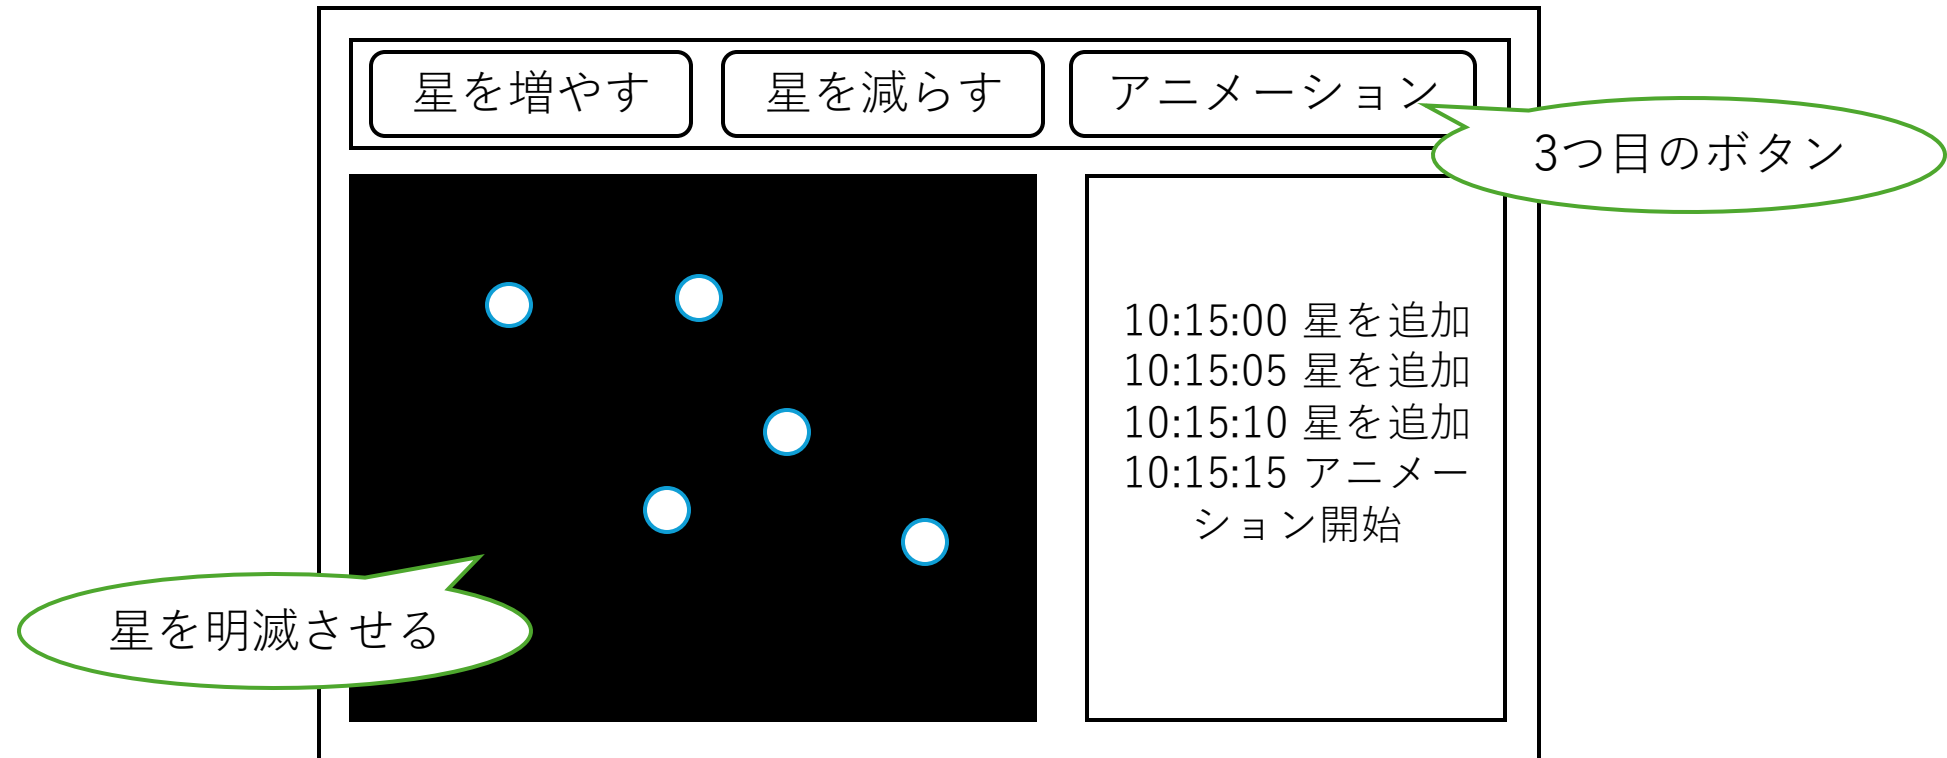 星を増やす
星を減らす
アニメーション
3つ目のボタン
10:15:00 星を追加
10:15:05 星を追加
10:15:10 星を追加
10:15:15 アニメー
ション開始
星を明滅させる